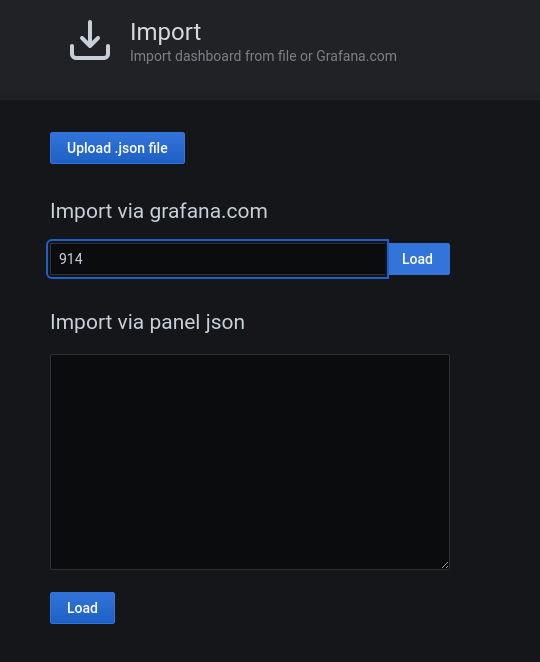 Import
Import dashboard from file or Grafana.com
Upload .json file
Import via grafana.com
914
Load
Import via panel json
Load